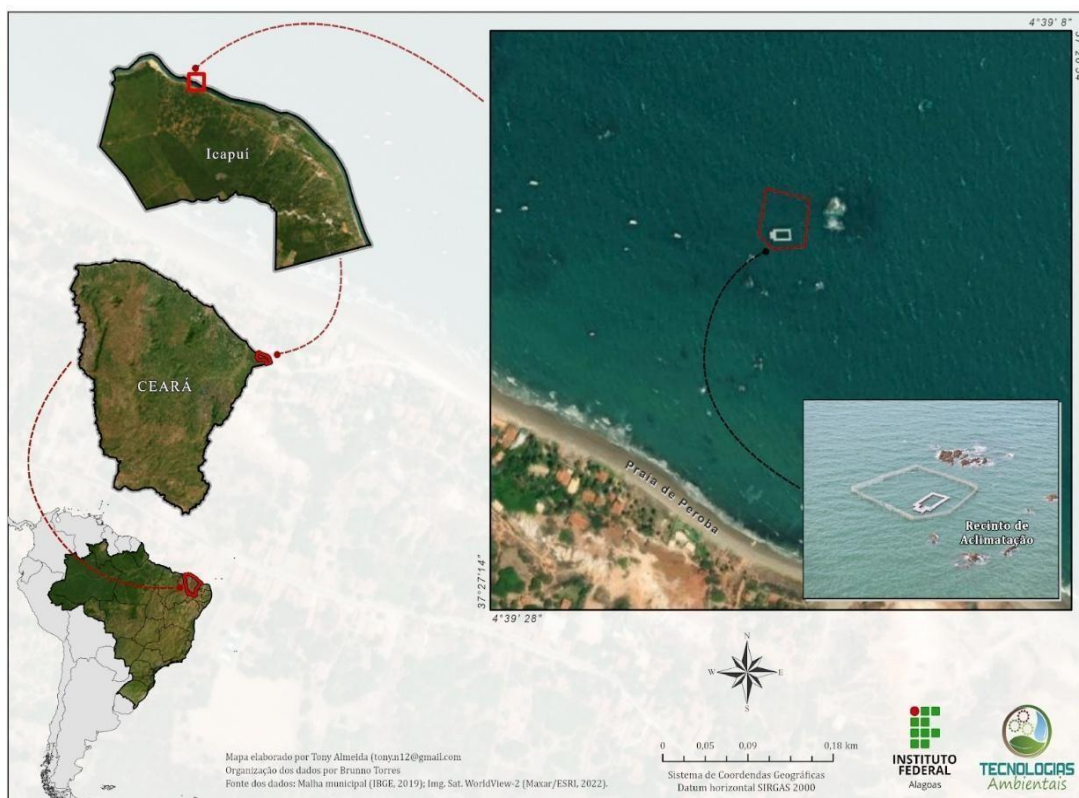 4°39' 8"
37°26'54"
Icapuí
CEARÁ
Praia de Peroba
Recinto de
Aclimatação
37°27'14"
4°39' 28"
N
W
E
S
0
0,05
0,09
0,18 km
Sistema de Coordendas Geográficas
Datum horizontal SIRGAS 2000
Mapa elaborado por Tony Almeida (tony.n12@gmail.com
Organização dos dados por Brunno Torres
Fonte dos dados: Malha municipal (IBGE, 2019); Img. Sat. WorldView-2 (Maxar/ESRI, 2022).
INSTITUTO
FEDERAL
Alagoas
TECNOLOGIAS
Ambientais